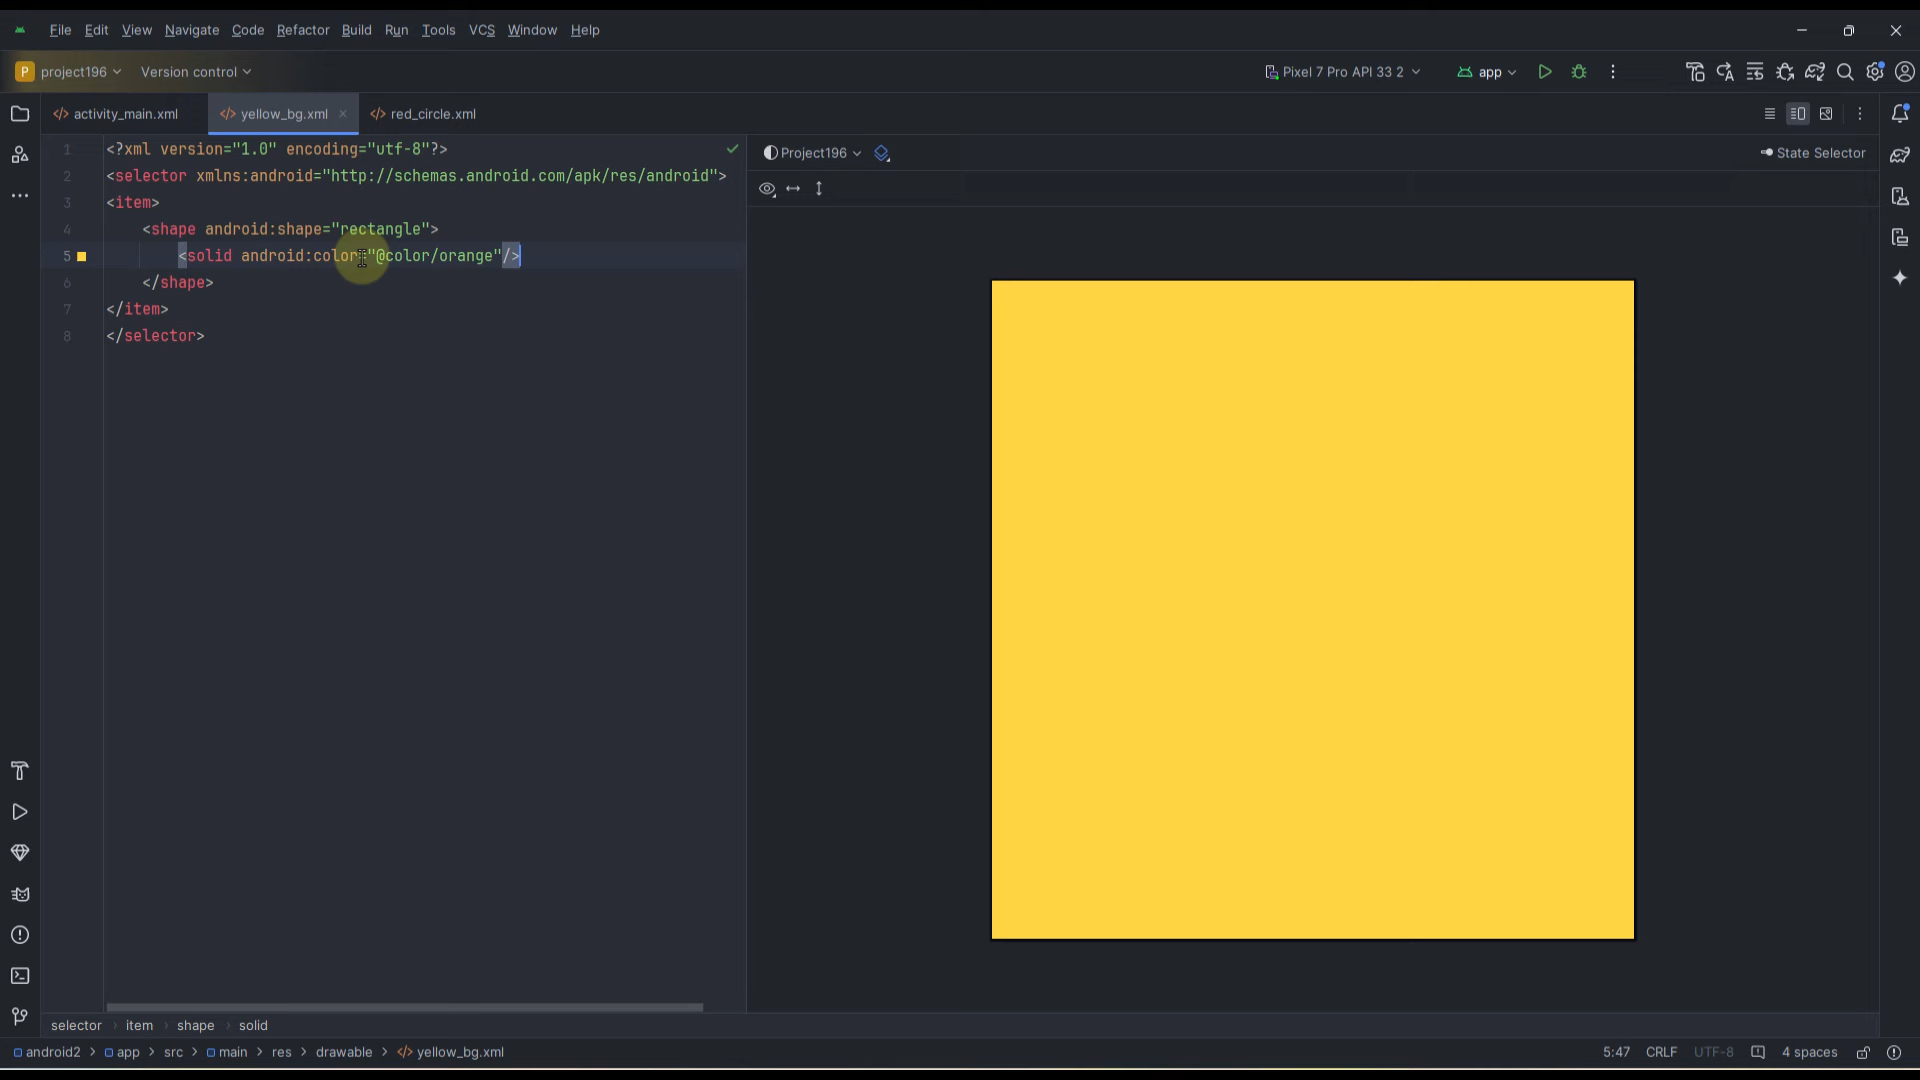 File Edit View Navigate Code Refactor Build Run Tools VCS Window Help
P project196 Version control Pixel 7 Pro API 33 2 app
activity_main.xml yellow_bg.xml red_circle.xml
1 <?xml version="1.0" encoding="utf-8"?>
2 <selector xmlns:android="http://schemas.android.com/apk/res/android">
3 <item>
4 <shape android:shape="rectangle">
5 <solid android:color="@color/orange"/>
6 </shape>
7 </item>
8 </selector>
Project196 State Selector
selector item shape solid
android2 > app > src > main > res > drawable > yellow_bg.xml 5:47 CRLF UTF-8 4 spaces